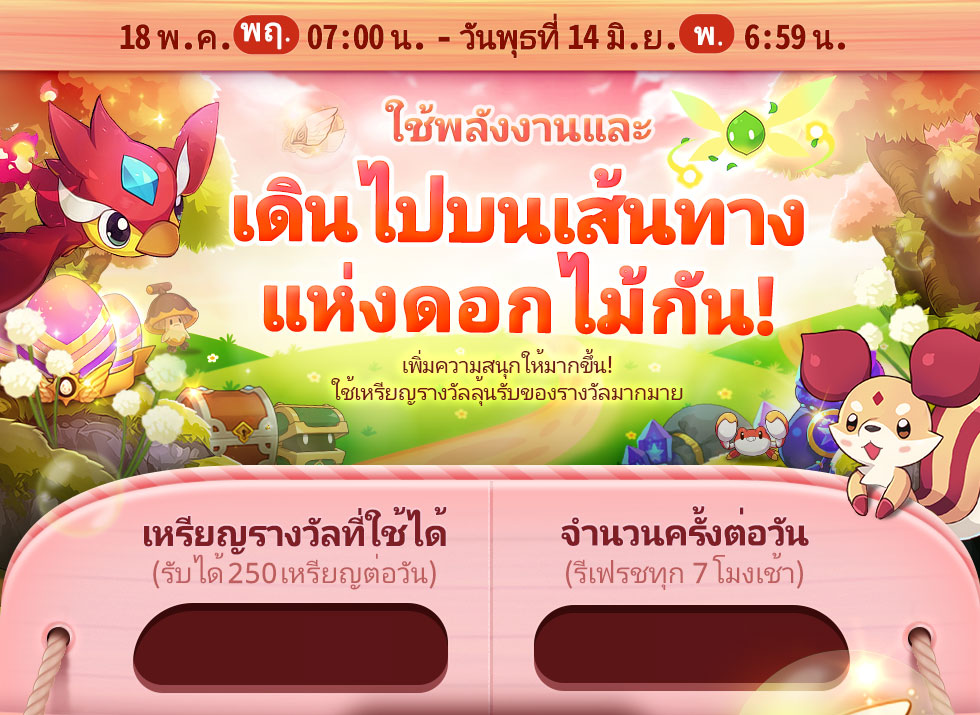 18 พ.ค. พฤ. 07:00 น. - วันพุธที่ 14 มิ.ย. พ. 6:59 น.
ใช้พลังงานและ
เดินไปบนเส้นทาง
แห่งดอกไม้กัน!
เพิ่มความสนุกให้มากขึ้น!
ใช้เหรียญรางวัลลุ้นรับของรางวัลมากมาย
เหรียญรางวัลที่ใช้ได้
(รับได้ 250 เหรียญต่อวัน)
จำนวนครั้งต่อวัน
(รีเฟรชทุก 7 โมงเช้า)